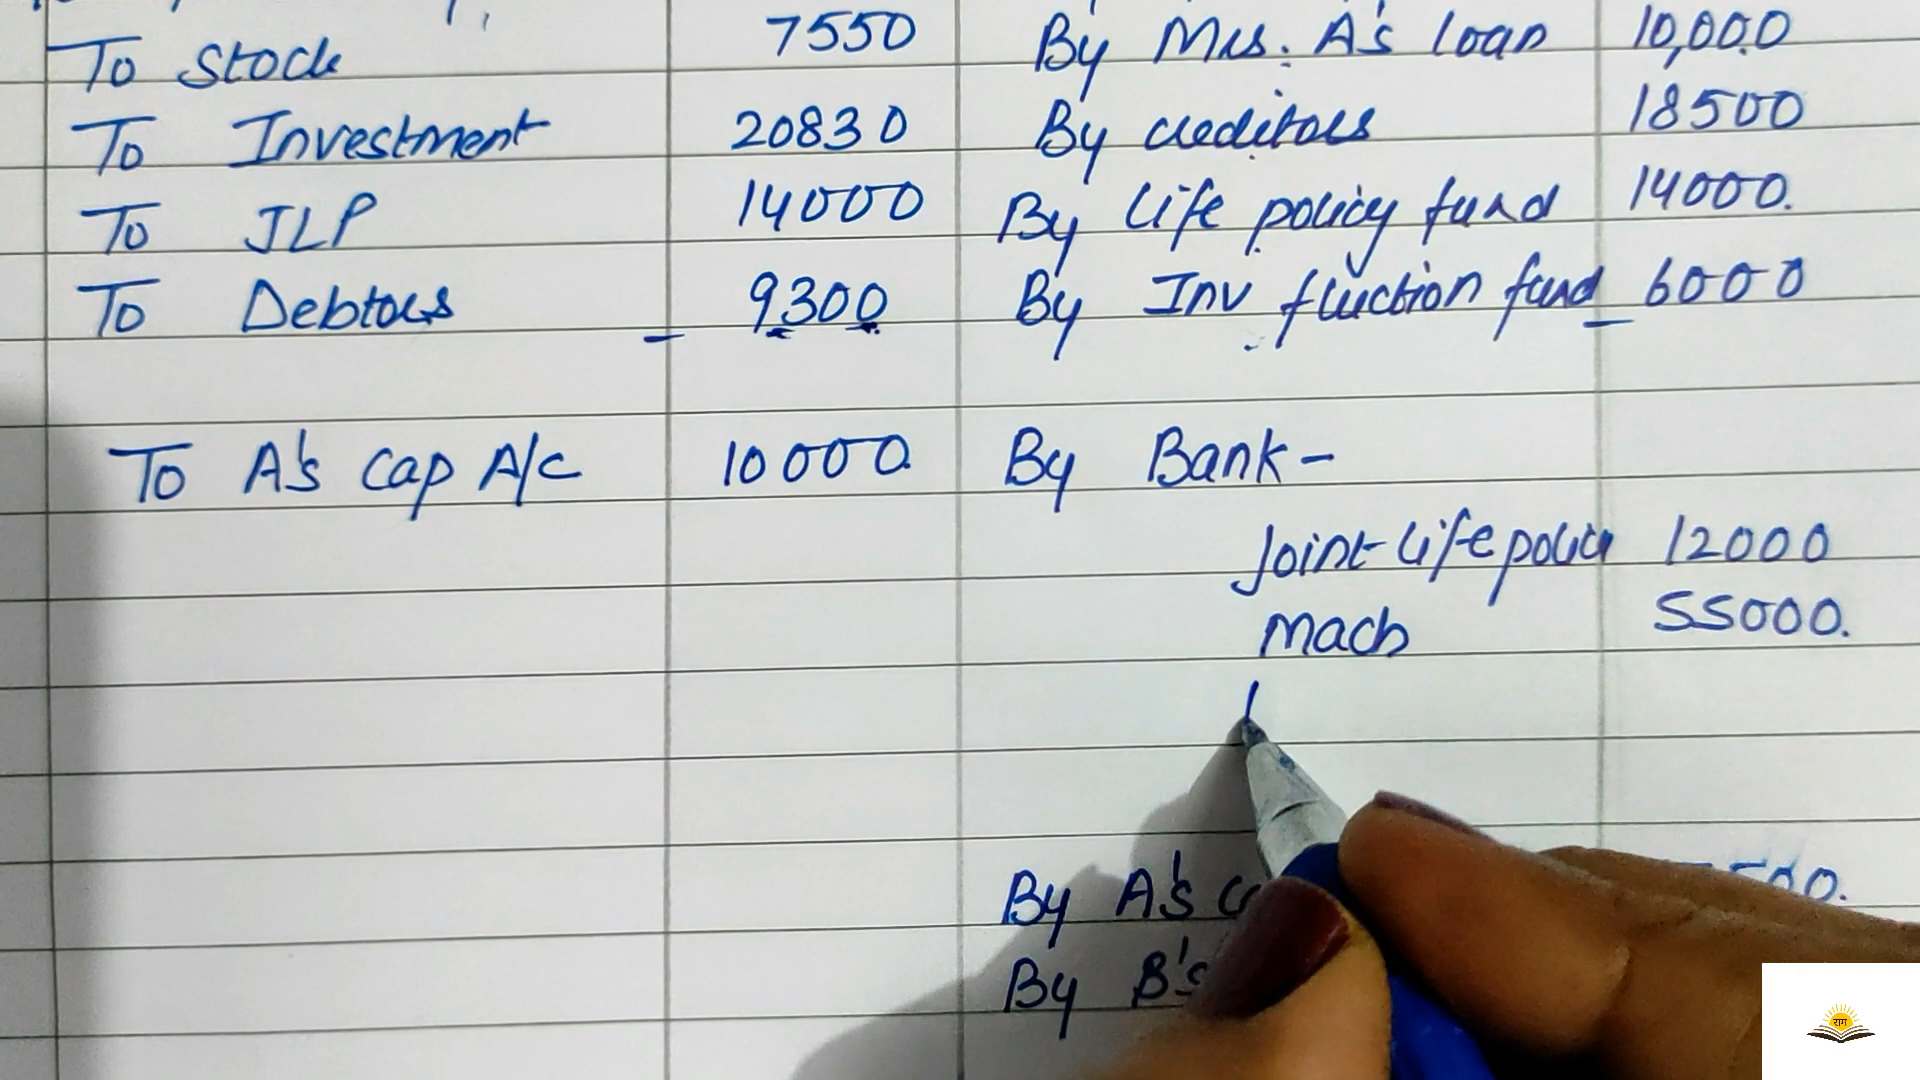 To Stock 7550 By Mrs. A's loan 10,000
To Investment 20830 By creditors 18500
To JLP 14000 By Life policy fund 14000.
To Debtors 9300 By Inv fluction fund 6000
To A's Cap A/c 10000. By Bank-
Joint Life policy 12000
Mach 55000.
By A's
By B's
राग